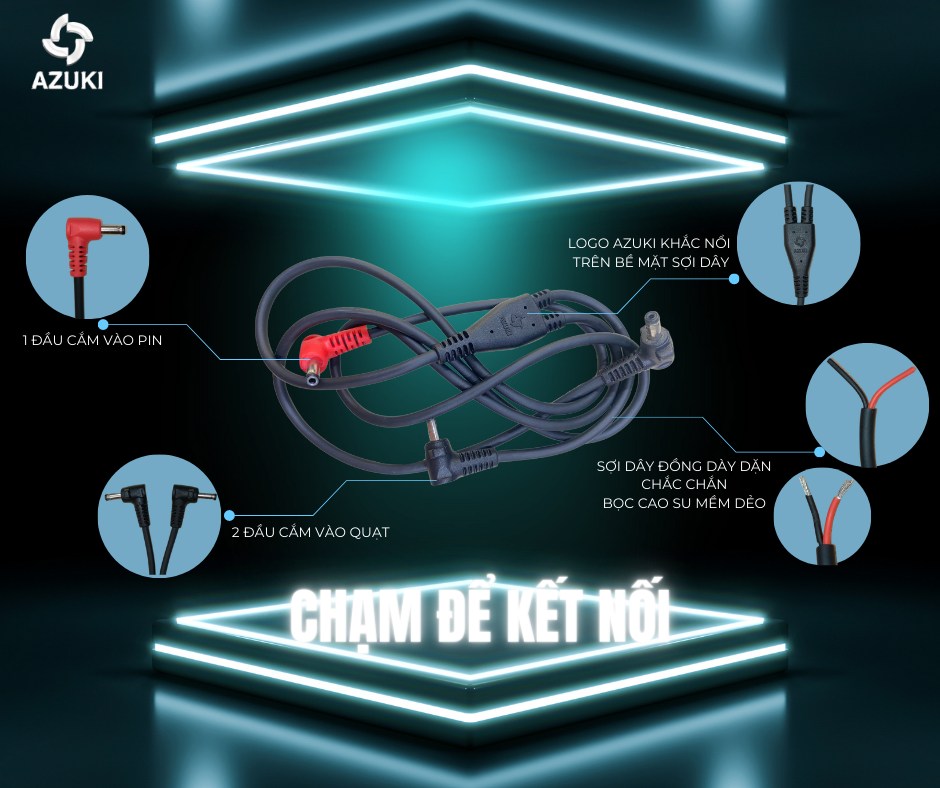 AZUKI
LOGO AZUKI KHẮC NỔI
TRÊN BỀ MẶT SỢI DÂY
1 ĐẦU CẮM VÀO PIN
SỢI DÂY ĐỒNG DÀY DẶN
CHẮC CHẮN
BỌC CAO SU MỀM DẺO
2 ĐẦU CẮM VÀO QUẠT
CHẠM ĐỂ KẾT NỐI